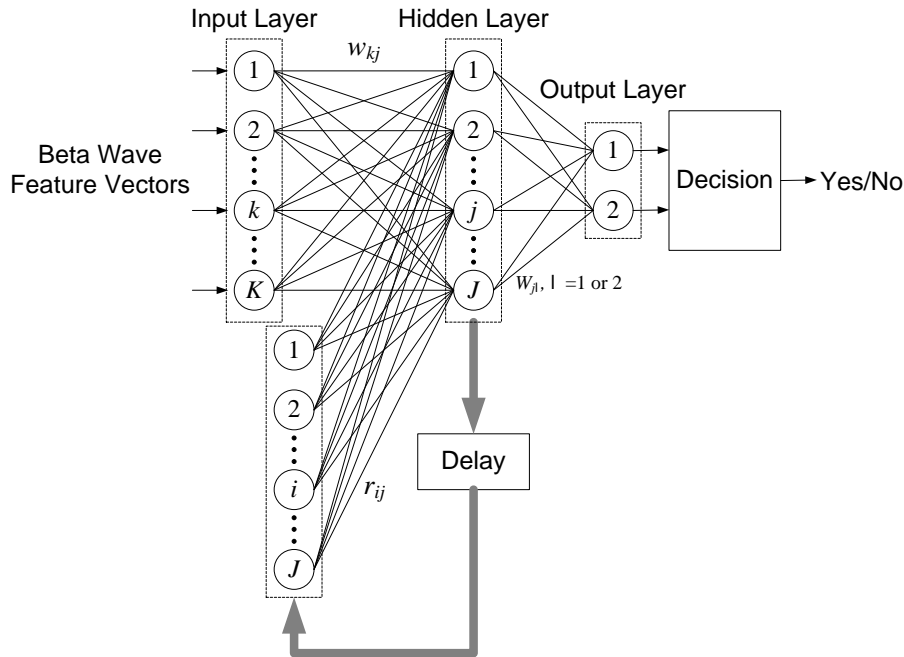 Input Layer
Hidden Layer
w_kj
1
1
Output Layer
2
2
1
Beta Wave
Feature Vectors
Decision
Yes/No
k
j
2
K
J
W_jl, l =1 or 2
1
2
Delay
i
r_ij
J